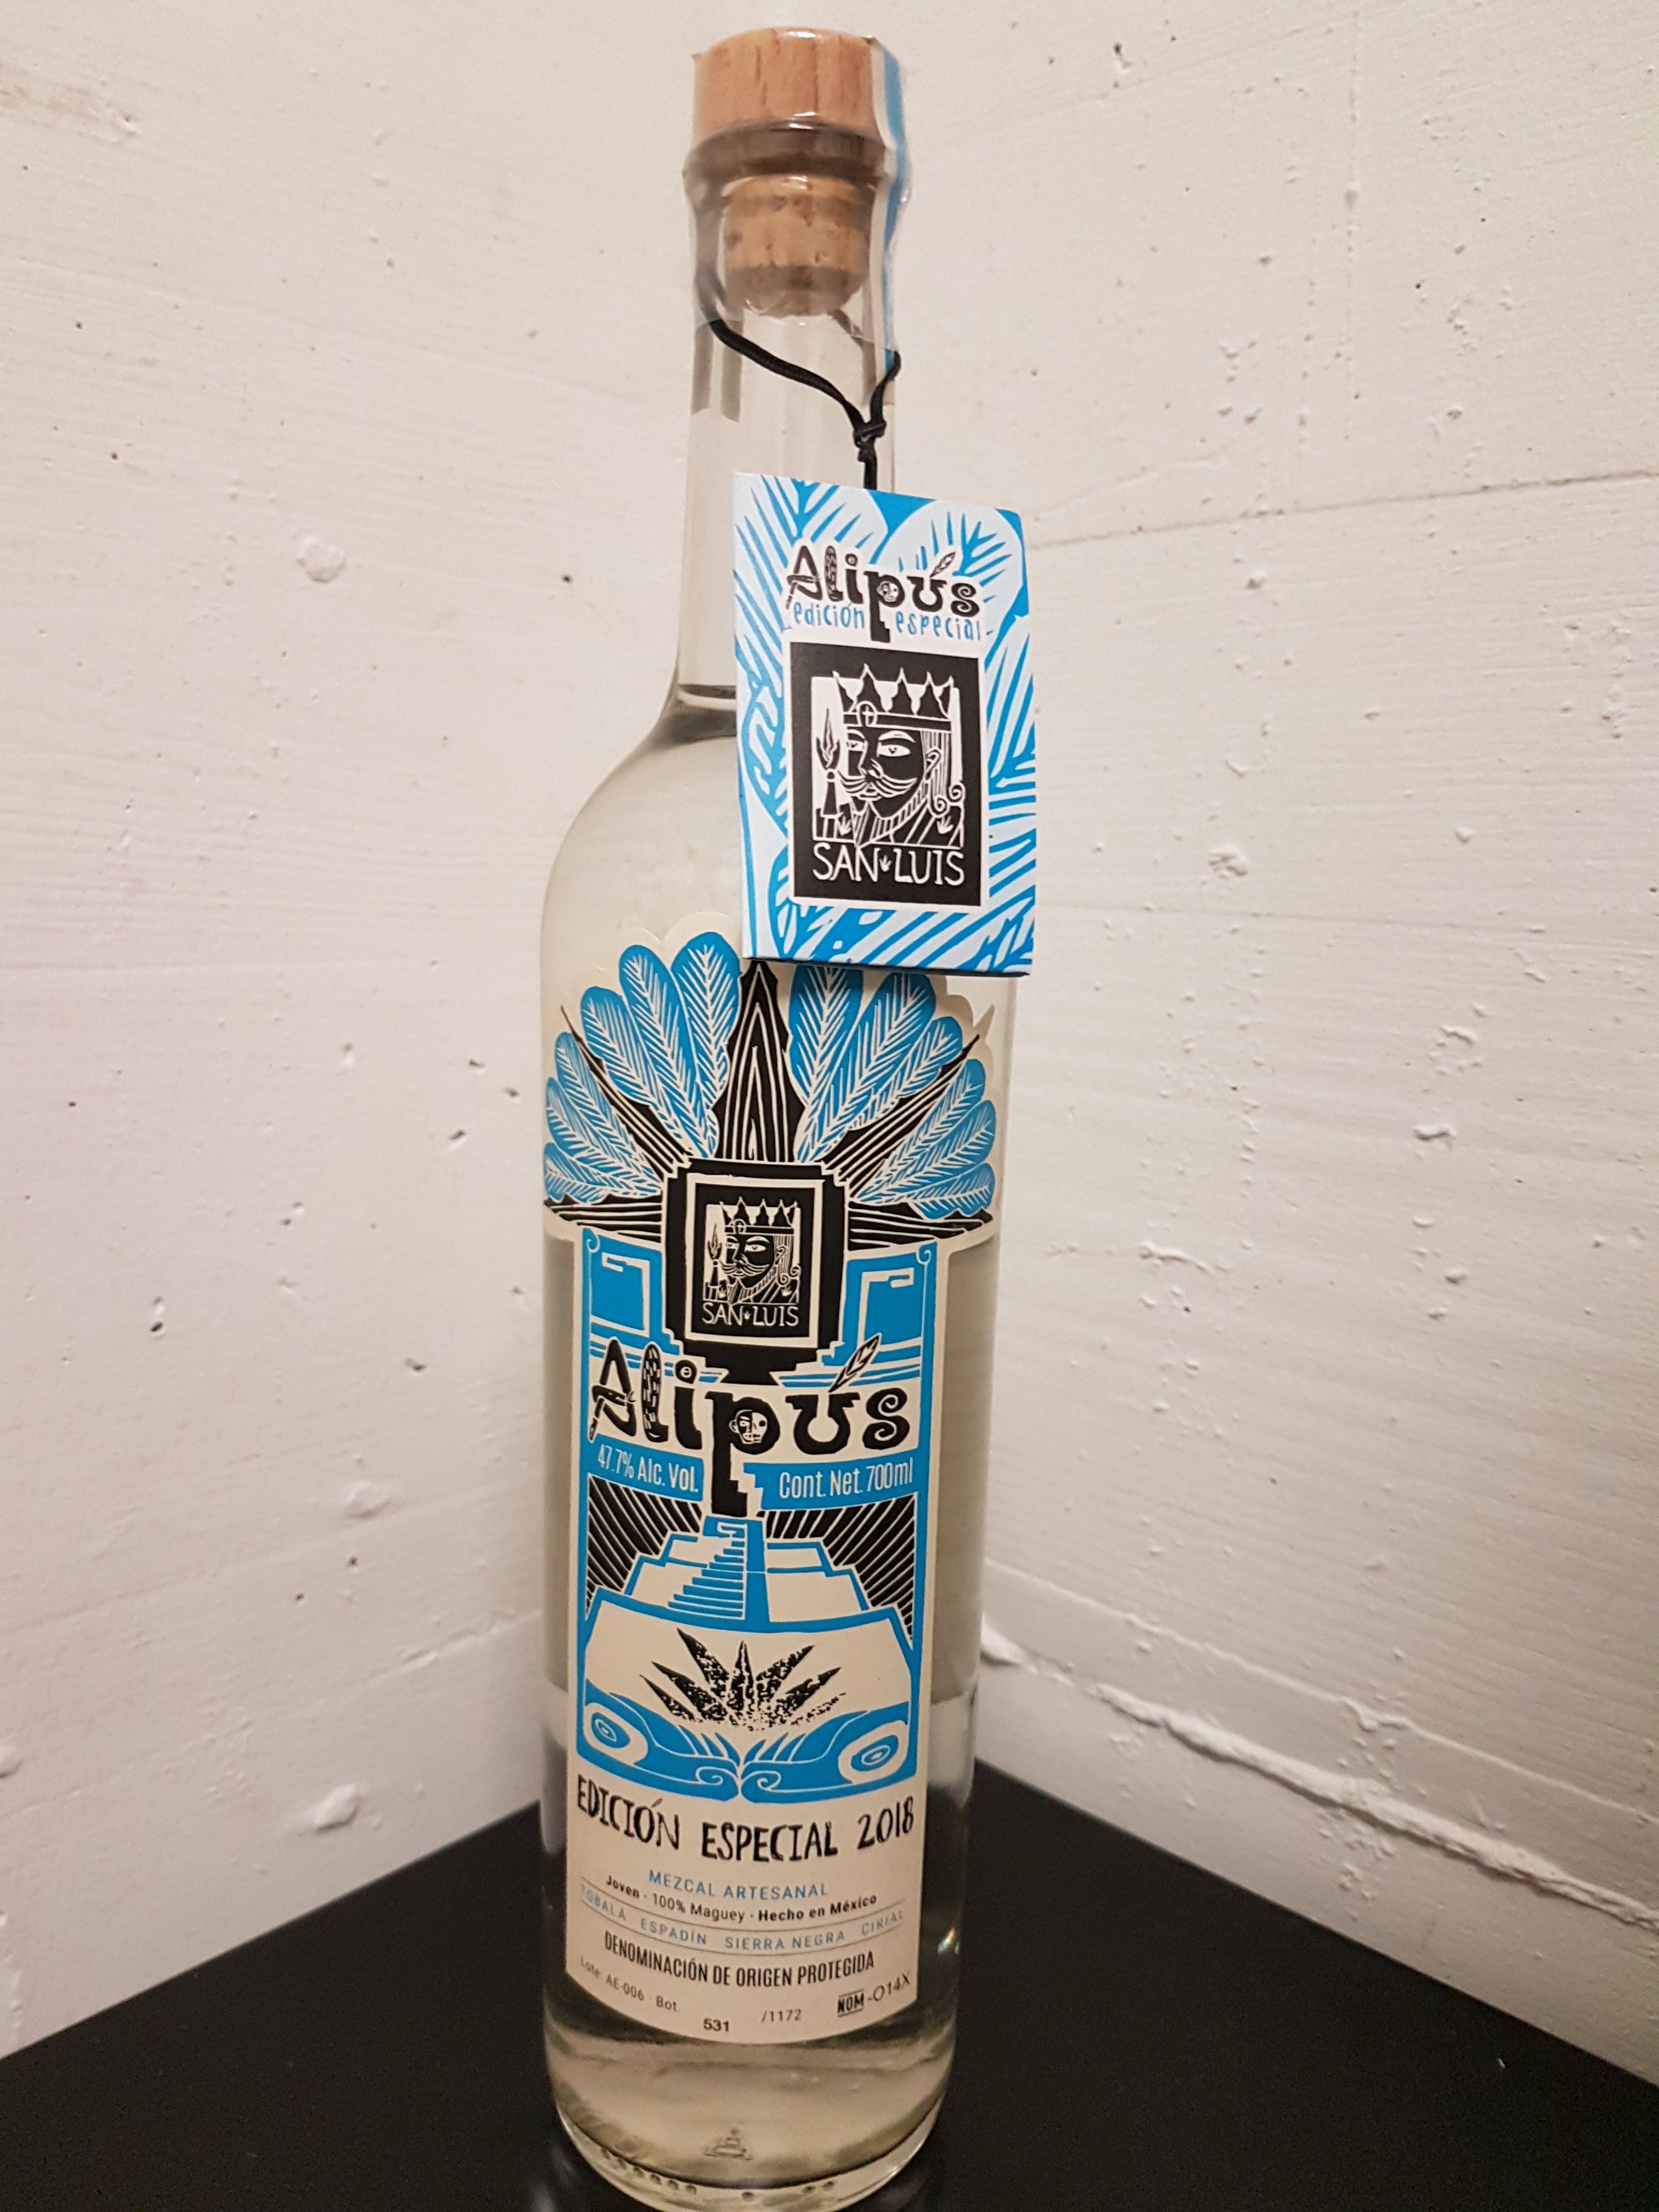 Alipús
edición especial
SAN LUIS
SAN LUIS
Alipús
47.7% Alc. Vol. Cont. Net. 700ml
EDICIÓN ESPECIAL 2018
MEZCAL ARTESANAL
Joven · 100% Maguey · Hecho en México
TOBALÁ ESPADÍN SIERRA NEGRA CIRIAL
DENOMINACIÓN DE ORIGEN PROTEGIDA
Lote: AE-006 Bot. 531 /1172 NOM-O14X